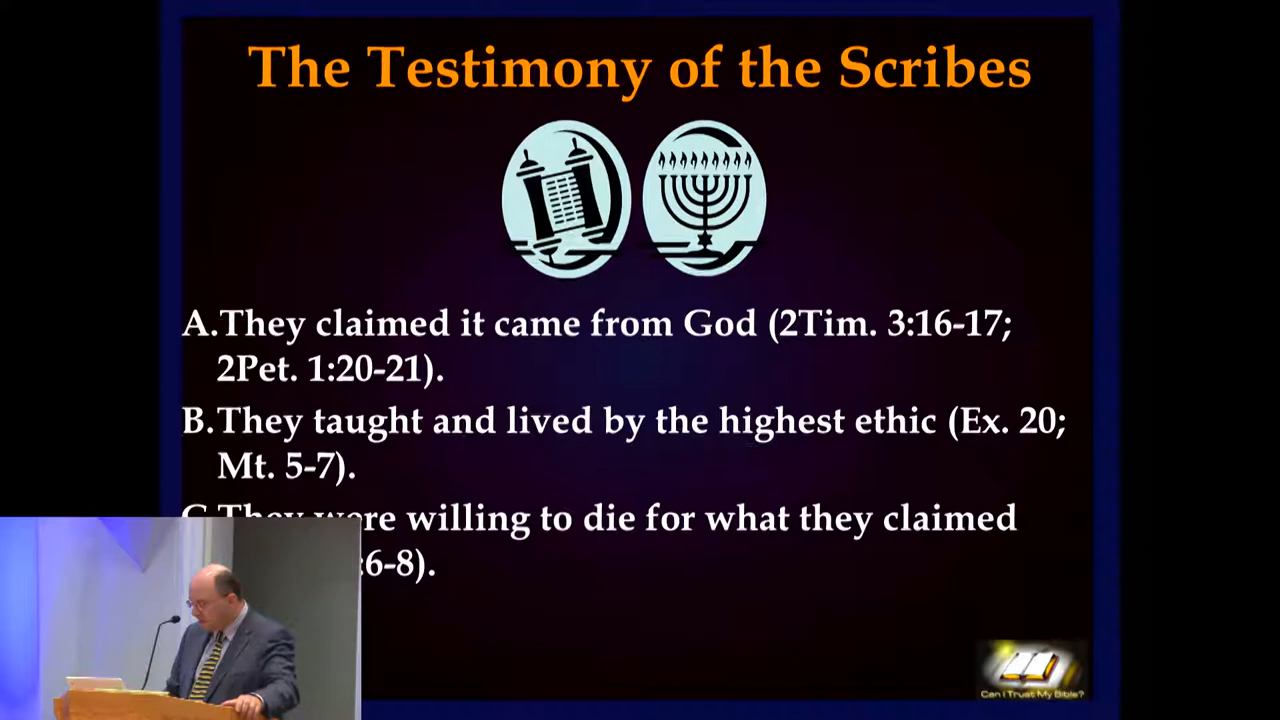 The Testimony of the Scribes
A.They claimed it came from God (2Tim. 3:16-17;
2Pet. 1:20-21).
B.They taught and lived by the highest ethic (Ex. 20;
Mt. 5-7).
C.They were willing to die for what they claimed
:6-8).
Can I Trust My Bible?